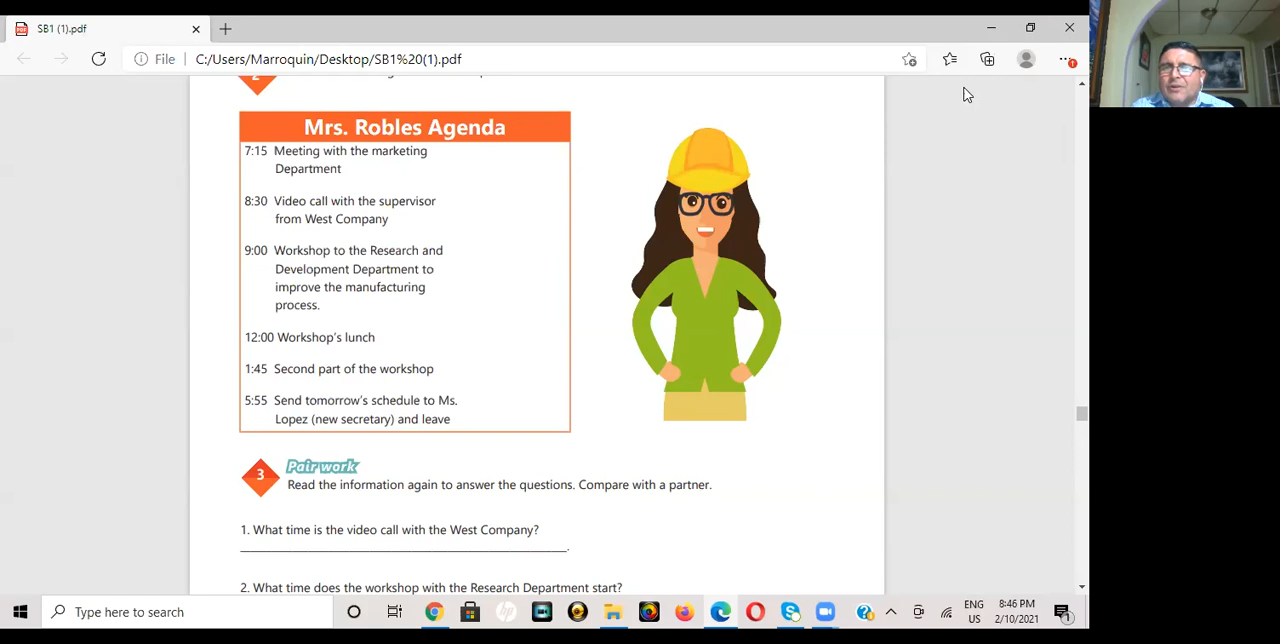 SB1 (1).pdf
File
C:/Users/Marroquin/Desktop/SB1%20(1).pdf
2
Mrs. Robles Agenda
7:15 Meeting with the marketing
Department
8:30 Video call with the supervisor
from West Company
9:00 Workshop to the Research and
Development Department to
improve the manufacturing
process.
12:00 Workshop's lunch
1:45 Second part of the workshop
5:55 Send tomorrow's schedule to Ms.
Lopez (new secretary) and leave
3
Pair work
Read the information again to answer the questions. Compare with a partner.
1. What time is the video call with the West Company?
2. What time does the workshop with the Research Department start?
Type here to search
ENG
US
8:46 PM
2/10/2021